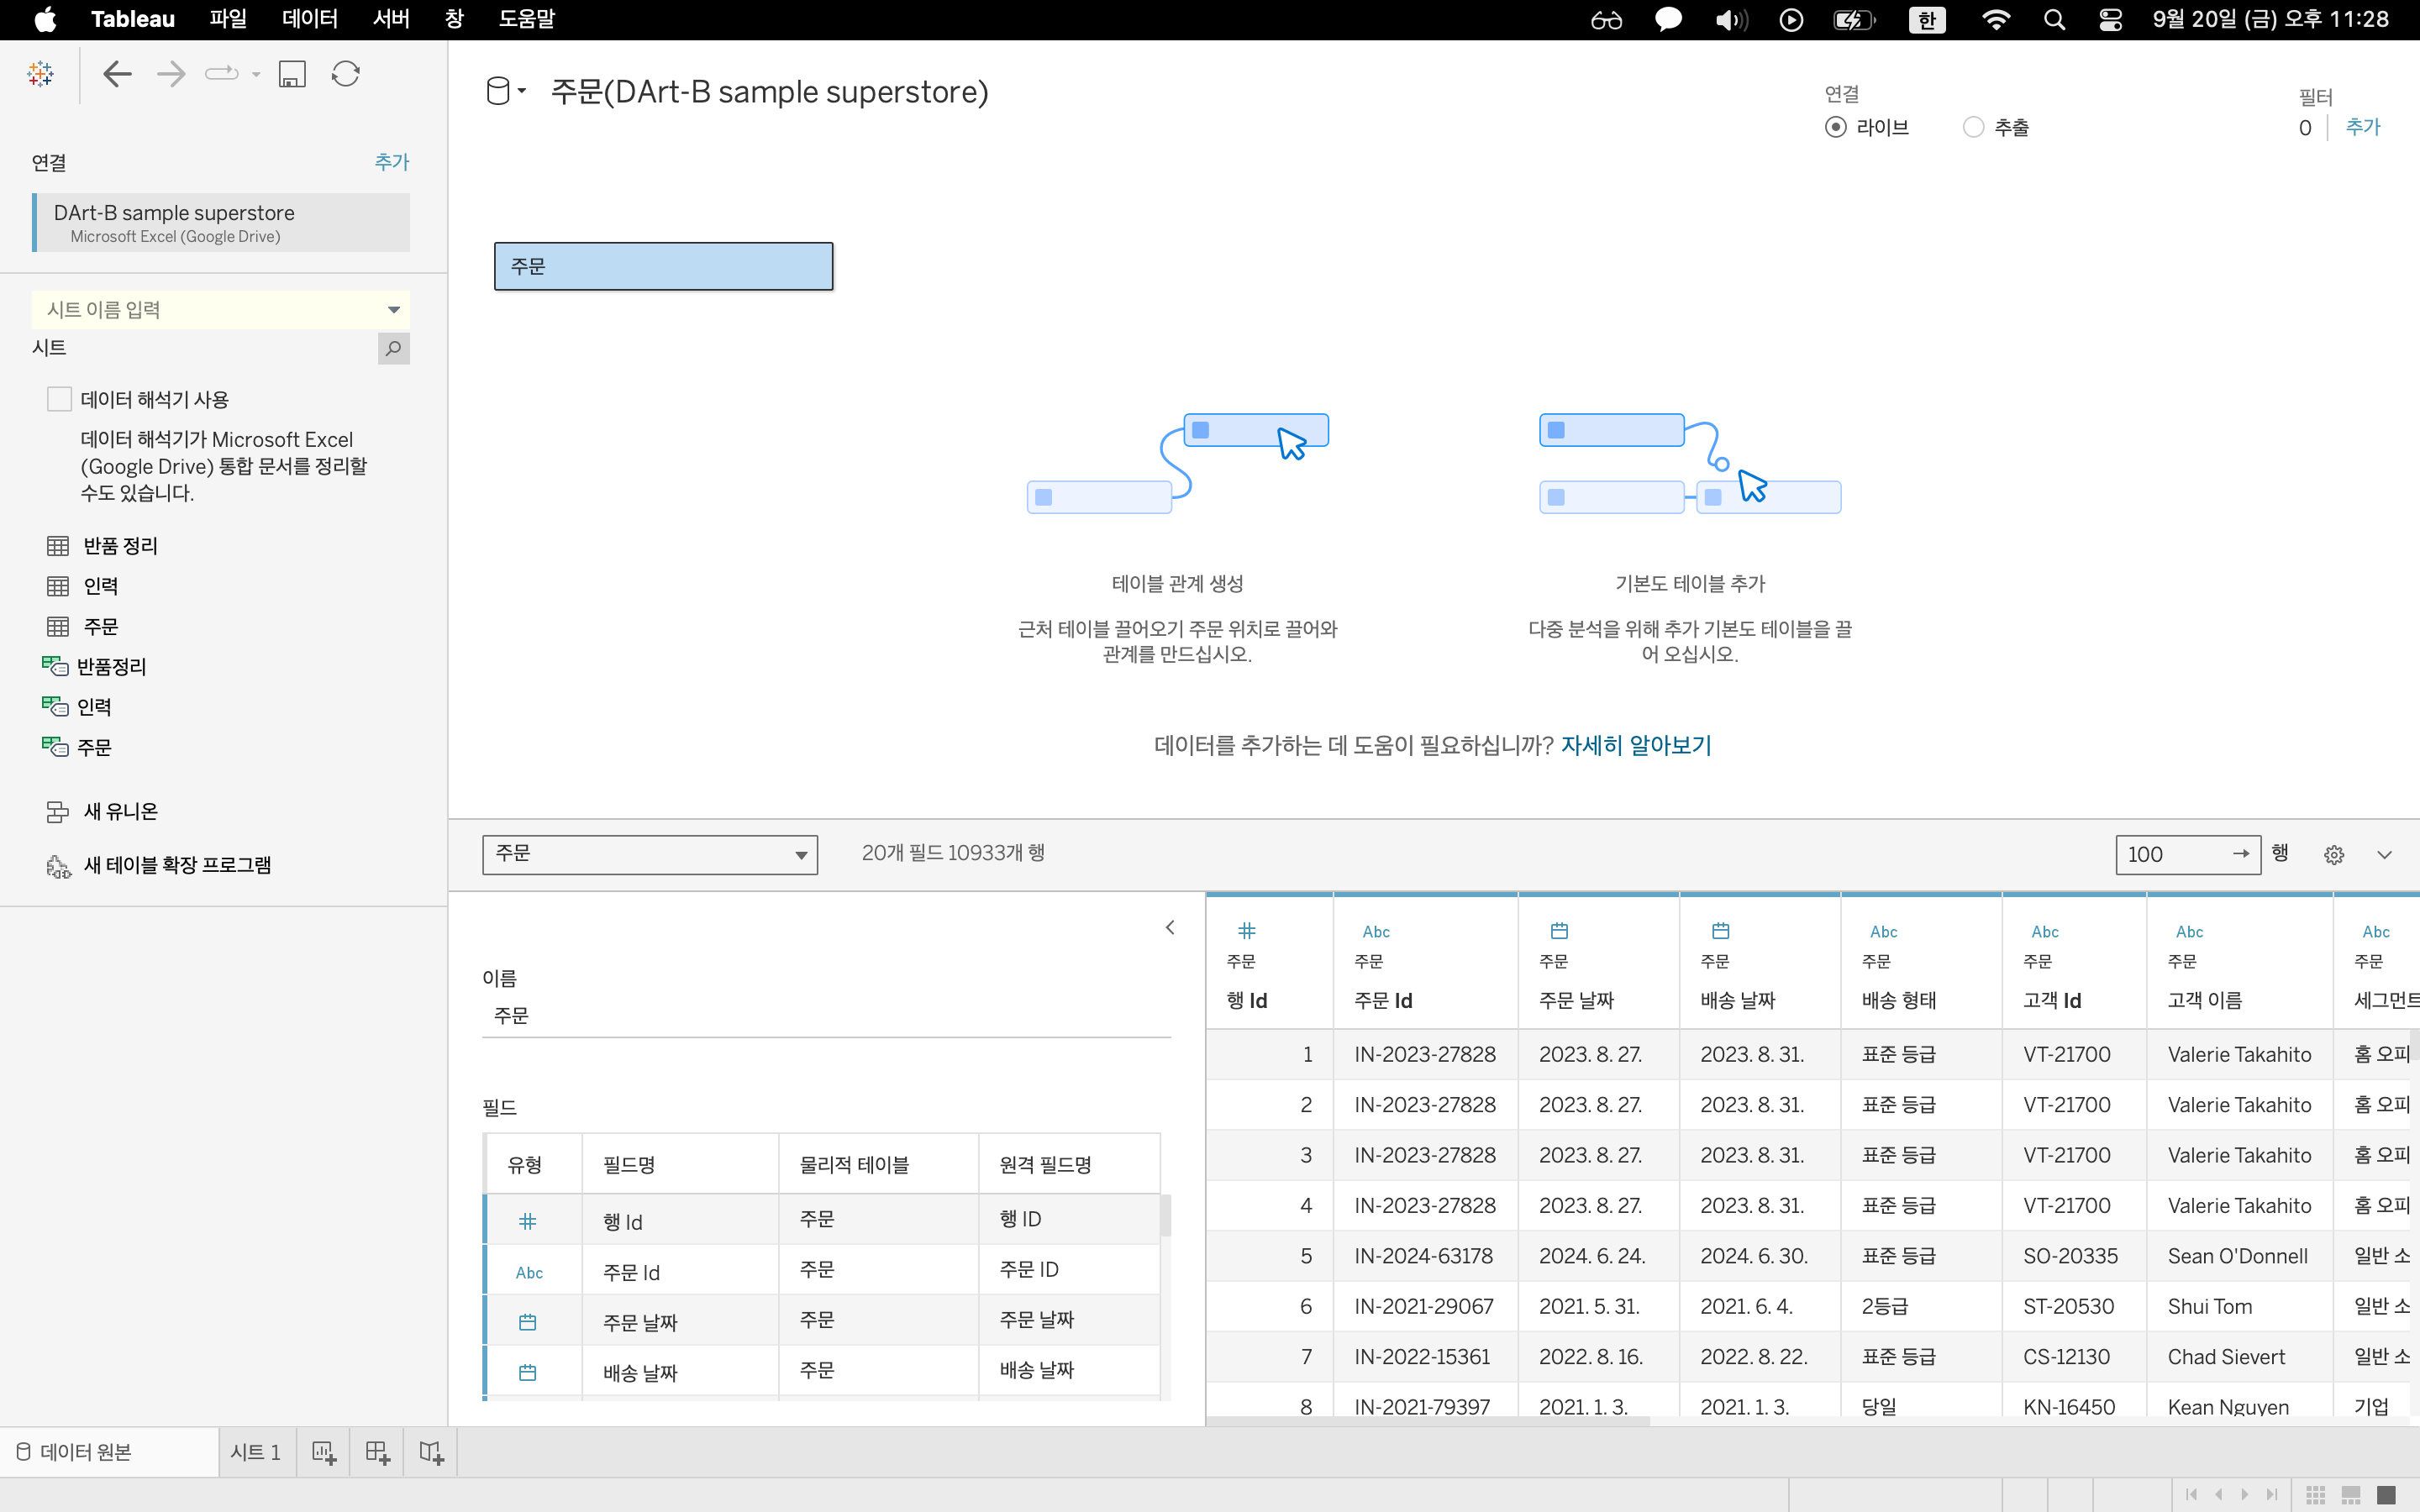 Tableau 파일 데이터 서버 창 도움말 한 9월 20일 (금) 오후 11:28
연결 추가
DArt-B sample superstore
Microsoft Excel (Google Drive)
시트 이름 입력
시트
데이터 해석기 사용
데이터 해석기가 Microsoft Excel
(Google Drive) 통합 문서를 정리할
수도 있습니다.
반품 정리
인력
주문
반품정리
인력
주문
새 유니온
새 테이블 확장 프로그램
주문(DArt-B sample superstore)
연결
라이브 추출
필터
0 추가
주문
테이블 관계 생성
근처 테이블 끌어오기 주문 위치로 끌어와
관계를 만드십시오.
기본도 테이블 추가
다중 분석을 위해 추가 기본도 테이블을 끌
어 오십시오.
데이터를 추가하는 데 도움이 필요하십니까? 자세히 알아보기
주문 20개 필드 10933개 행 100 → 행
이름
주문
필드
유형 필드명 물리적 테이블 원격 필드명
# 행 Id 주문 행 ID
Abc 주문 Id 주문 주문 ID
주문 날짜 주문 주문 날짜
배송 날짜 주문 배송 날짜
# Abc Abc Abc Abc Abc
주문 주문 주문 주문 주문 주문 주문 주문
행 Id 주문 Id 주문 날짜 배송 날짜 배송 형태 고객 Id 고객 이름 세그먼트
1 IN-2023-27828 2023. 8. 27. 2023. 8. 31. 표준 등급 VT-21700 Valerie Takahito 홈 오피
2 IN-2023-27828 2023. 8. 27. 2023. 8. 31. 표준 등급 VT-21700 Valerie Takahito 홈 오피
3 IN-2023-27828 2023. 8. 27. 2023. 8. 31. 표준 등급 VT-21700 Valerie Takahito 홈 오피
4 IN-2023-27828 2023. 8. 27. 2023. 8. 31. 표준 등급 VT-21700 Valerie Takahito 홈 오피
5 IN-2024-63178 2024. 6. 24. 2024. 6. 30. 표준 등급 SO-20335 Sean O'Donnell 일반 소
6 IN-2021-29067 2021. 5. 31. 2021. 6. 4. 2등급 ST-20530 Shui Tom 일반 소
7 IN-2022-15361 2022. 8. 16. 2022. 8. 22. 표준 등급 CS-12130 Chad Sievert 일반 소
8 IN-2021-79397 2021. 1. 3. 2021. 1. 3. 당일 KN-16450 Kean Nguyen 기업
데이터 원본 시트 1